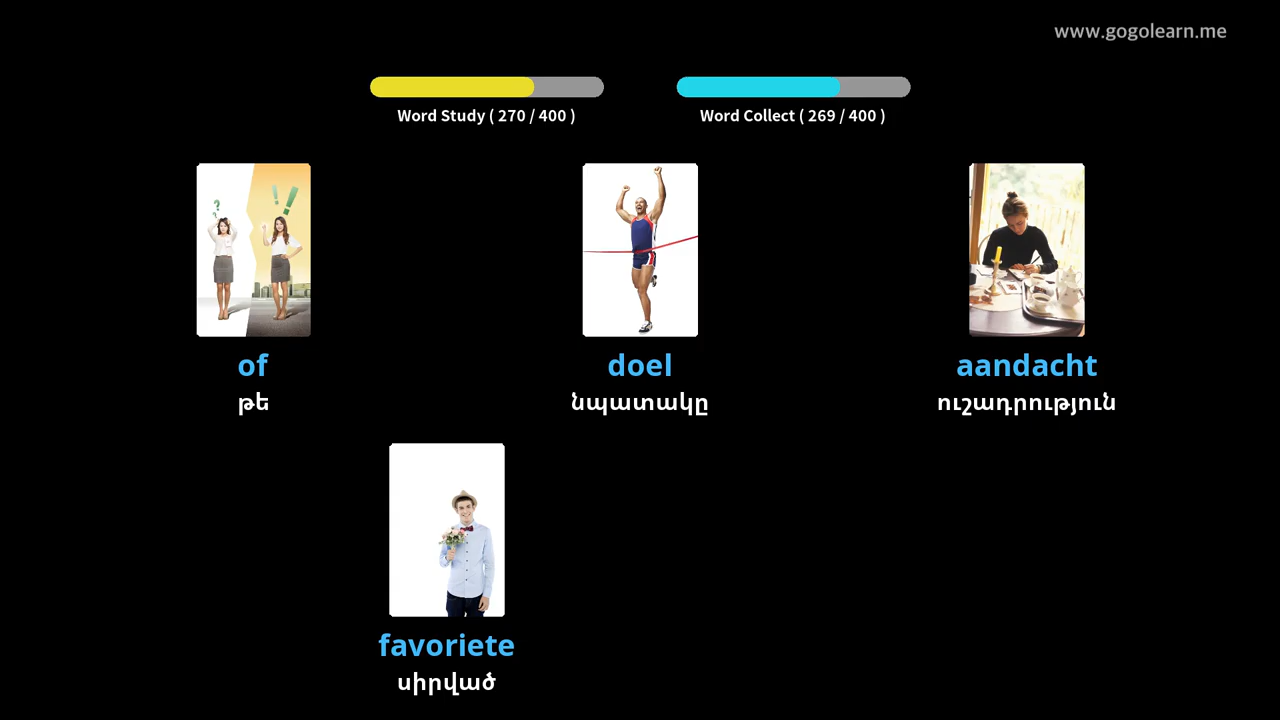 www.gogolearn.me
Word Study ( 270 / 400 )
Word Collect ( 269 / 400 )
of
թե
doel
նպատակը
aandacht
ուշադրություն
favoriete
սիրված